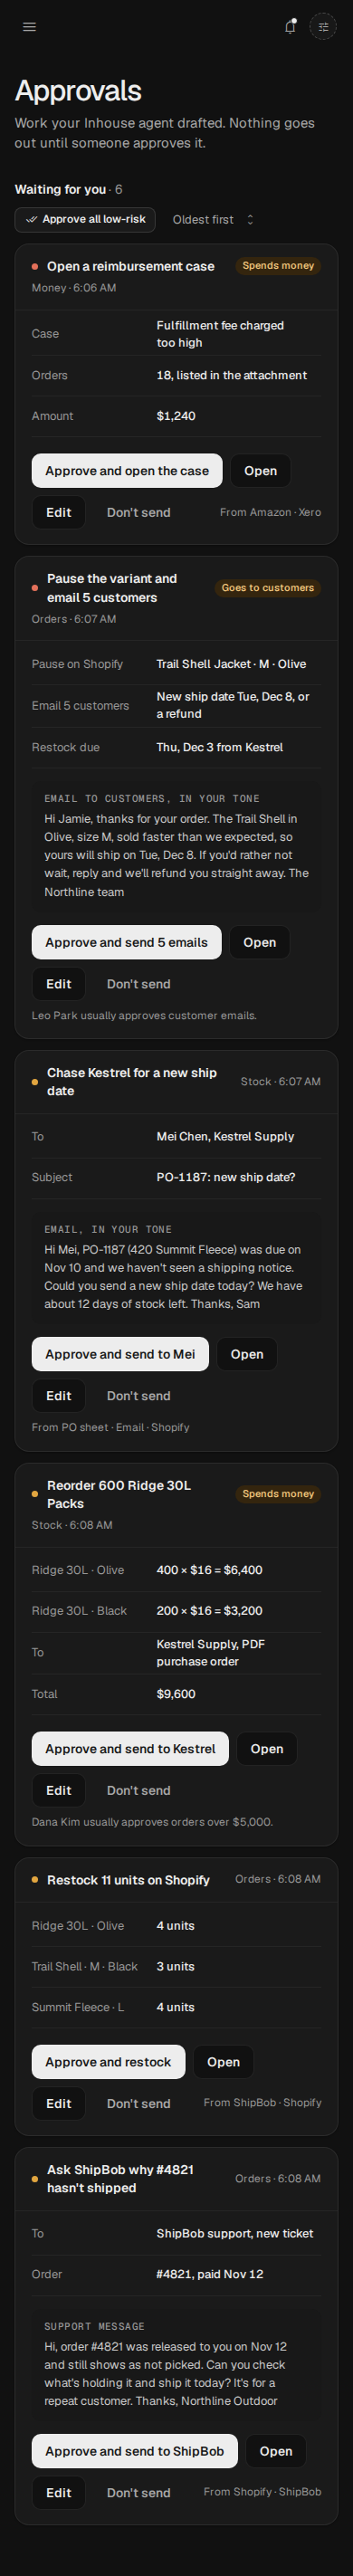 Approvals
Work your Inhouse agent drafted. Nothing goes
out until someone approves it.
Waiting for you · 6
Approve all low-risk
Oldest first
Open a reimbursement case
Spends money
Money · 6:06 AM
Case
Fulfillment fee charged
too high
Orders
18, listed in the attachment
Amount
$1,240
Approve and open the case
Open
Edit
Don't send
From Amazon · Xero
Pause the variant and
email 5 customers
Goes to customers
Orders · 6:07 AM
Pause on Shopify
Trail Shell Jacket · M · Olive
Email 5 customers
New ship date Tue, Dec 8, or
a refund
Restock due
Thu, Dec 3 from Kestrel
EMAIL TO CUSTOMERS, IN YOUR TONE
Hi Jamie, thanks for your order. The Trail Shell in
Olive, size M, sold faster than we expected, so
yours will ship on Tue, Dec 8. If you'd rather not
wait, reply and we'll refund you straight away. The
Northline team
Approve and send 5 emails
Open
Edit
Don't send
Leo Park usually approves customer emails.
Chase Kestrel for a new ship
date
Stock · 6:07 AM
To
Mei Chen, Kestrel Supply
Subject
PO-1187: new ship date?
EMAIL, IN YOUR TONE
Hi Mei, PO-1187 (420 Summit Fleece) was due on
Nov 10 and we haven't seen a shipping notice.
Could you send a new ship date today? We have
about 12 days of stock left. Thanks, Sam
Approve and send to Mei
Open
Edit
Don't send
From PO sheet · Email · Shopify
Reorder 600 Ridge 30L
Packs
Spends money
Stock · 6:08 AM
Ridge 30L · Olive
400 × $16 = $6,400
Ridge 30L · Black
200 × $16 = $3,200
To
Kestrel Supply, PDF
purchase order
Total
$9,600
Approve and send to Kestrel
Open
Edit
Don't send
Dana Kim usually approves orders over $5,000.
Restock 11 units on Shopify
Orders · 6:08 AM
Ridge 30L · Olive
4 units
Trail Shell · M · Black
3 units
Summit Fleece · L
4 units
Approve and restock
Open
Edit
Don't send
From ShipBob · Shopify
Ask ShipBob why #4821
hasn't shipped
Orders · 6:08 AM
To
ShipBob support, new ticket
Order
#4821, paid Nov 12
SUPPORT MESSAGE
Hi, order #4821 was released to you on Nov 12
and still shows as not picked. Can you check
what's holding it and ship it today? It's for a
repeat customer. Thanks, Northline Outdoor
Approve and send to ShipBob
Open
Edit
Don't send
From Shopify · ShipBob